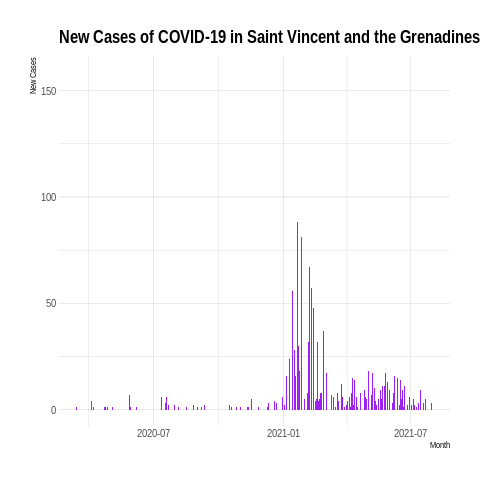 New Cases of COVID-19 in Saint Vincent and the Grenadines
New Cases
150
100
50
0
2020-07
2021-01
2021-07
Month